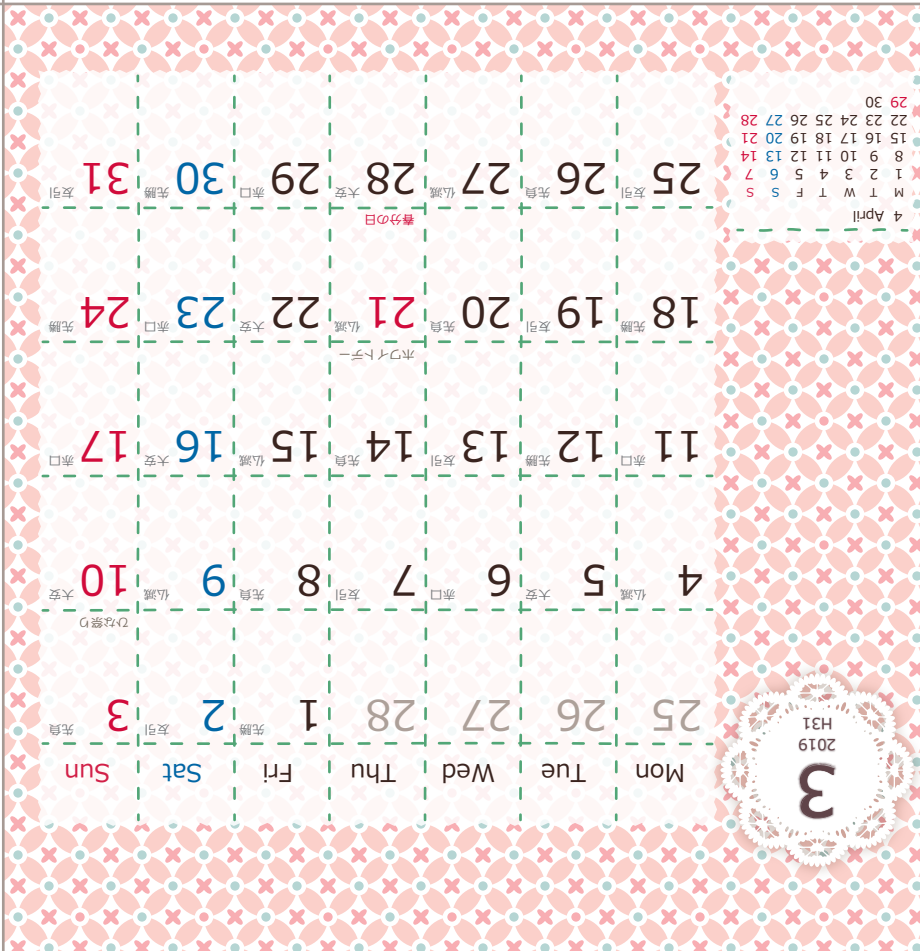 3
2019
H31
Mon Tue Wed Thu Fri Sat Sun
25 26 27 28 1 先勝 2 友引 3 先負
ひな祭り
4 仏滅 5 大安 6 赤口 7 友引 8 先負 9 仏滅 10 大安
11 赤口 12 先勝 13 友引 14 先負 15 仏滅 16 大安 17 赤口
ホワイトデー
18 先勝 19 友引 20 先負 21 仏滅 22 大安 23 赤口 24 先勝
春分の日
25 友引 26 先負 27 仏滅 28 大安 29 赤口 30 先勝 31 友引
4 April
M T W T F S S
1 2 3 4 5 6 7
8 9 10 11 12 13 14
15 16 17 18 19 20 21
22 23 24 25 26 27 28
29 30